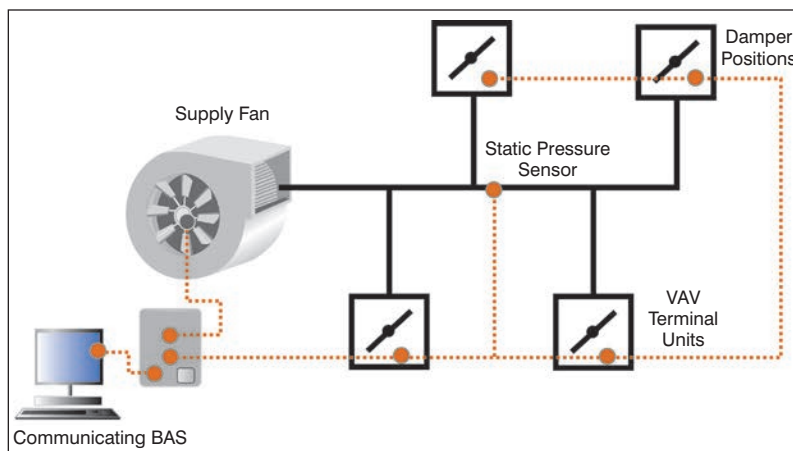 Damper
Positions
Supply Fan
Static Pressure
Sensor
VAV
Terminal
Units
Communicating BAS